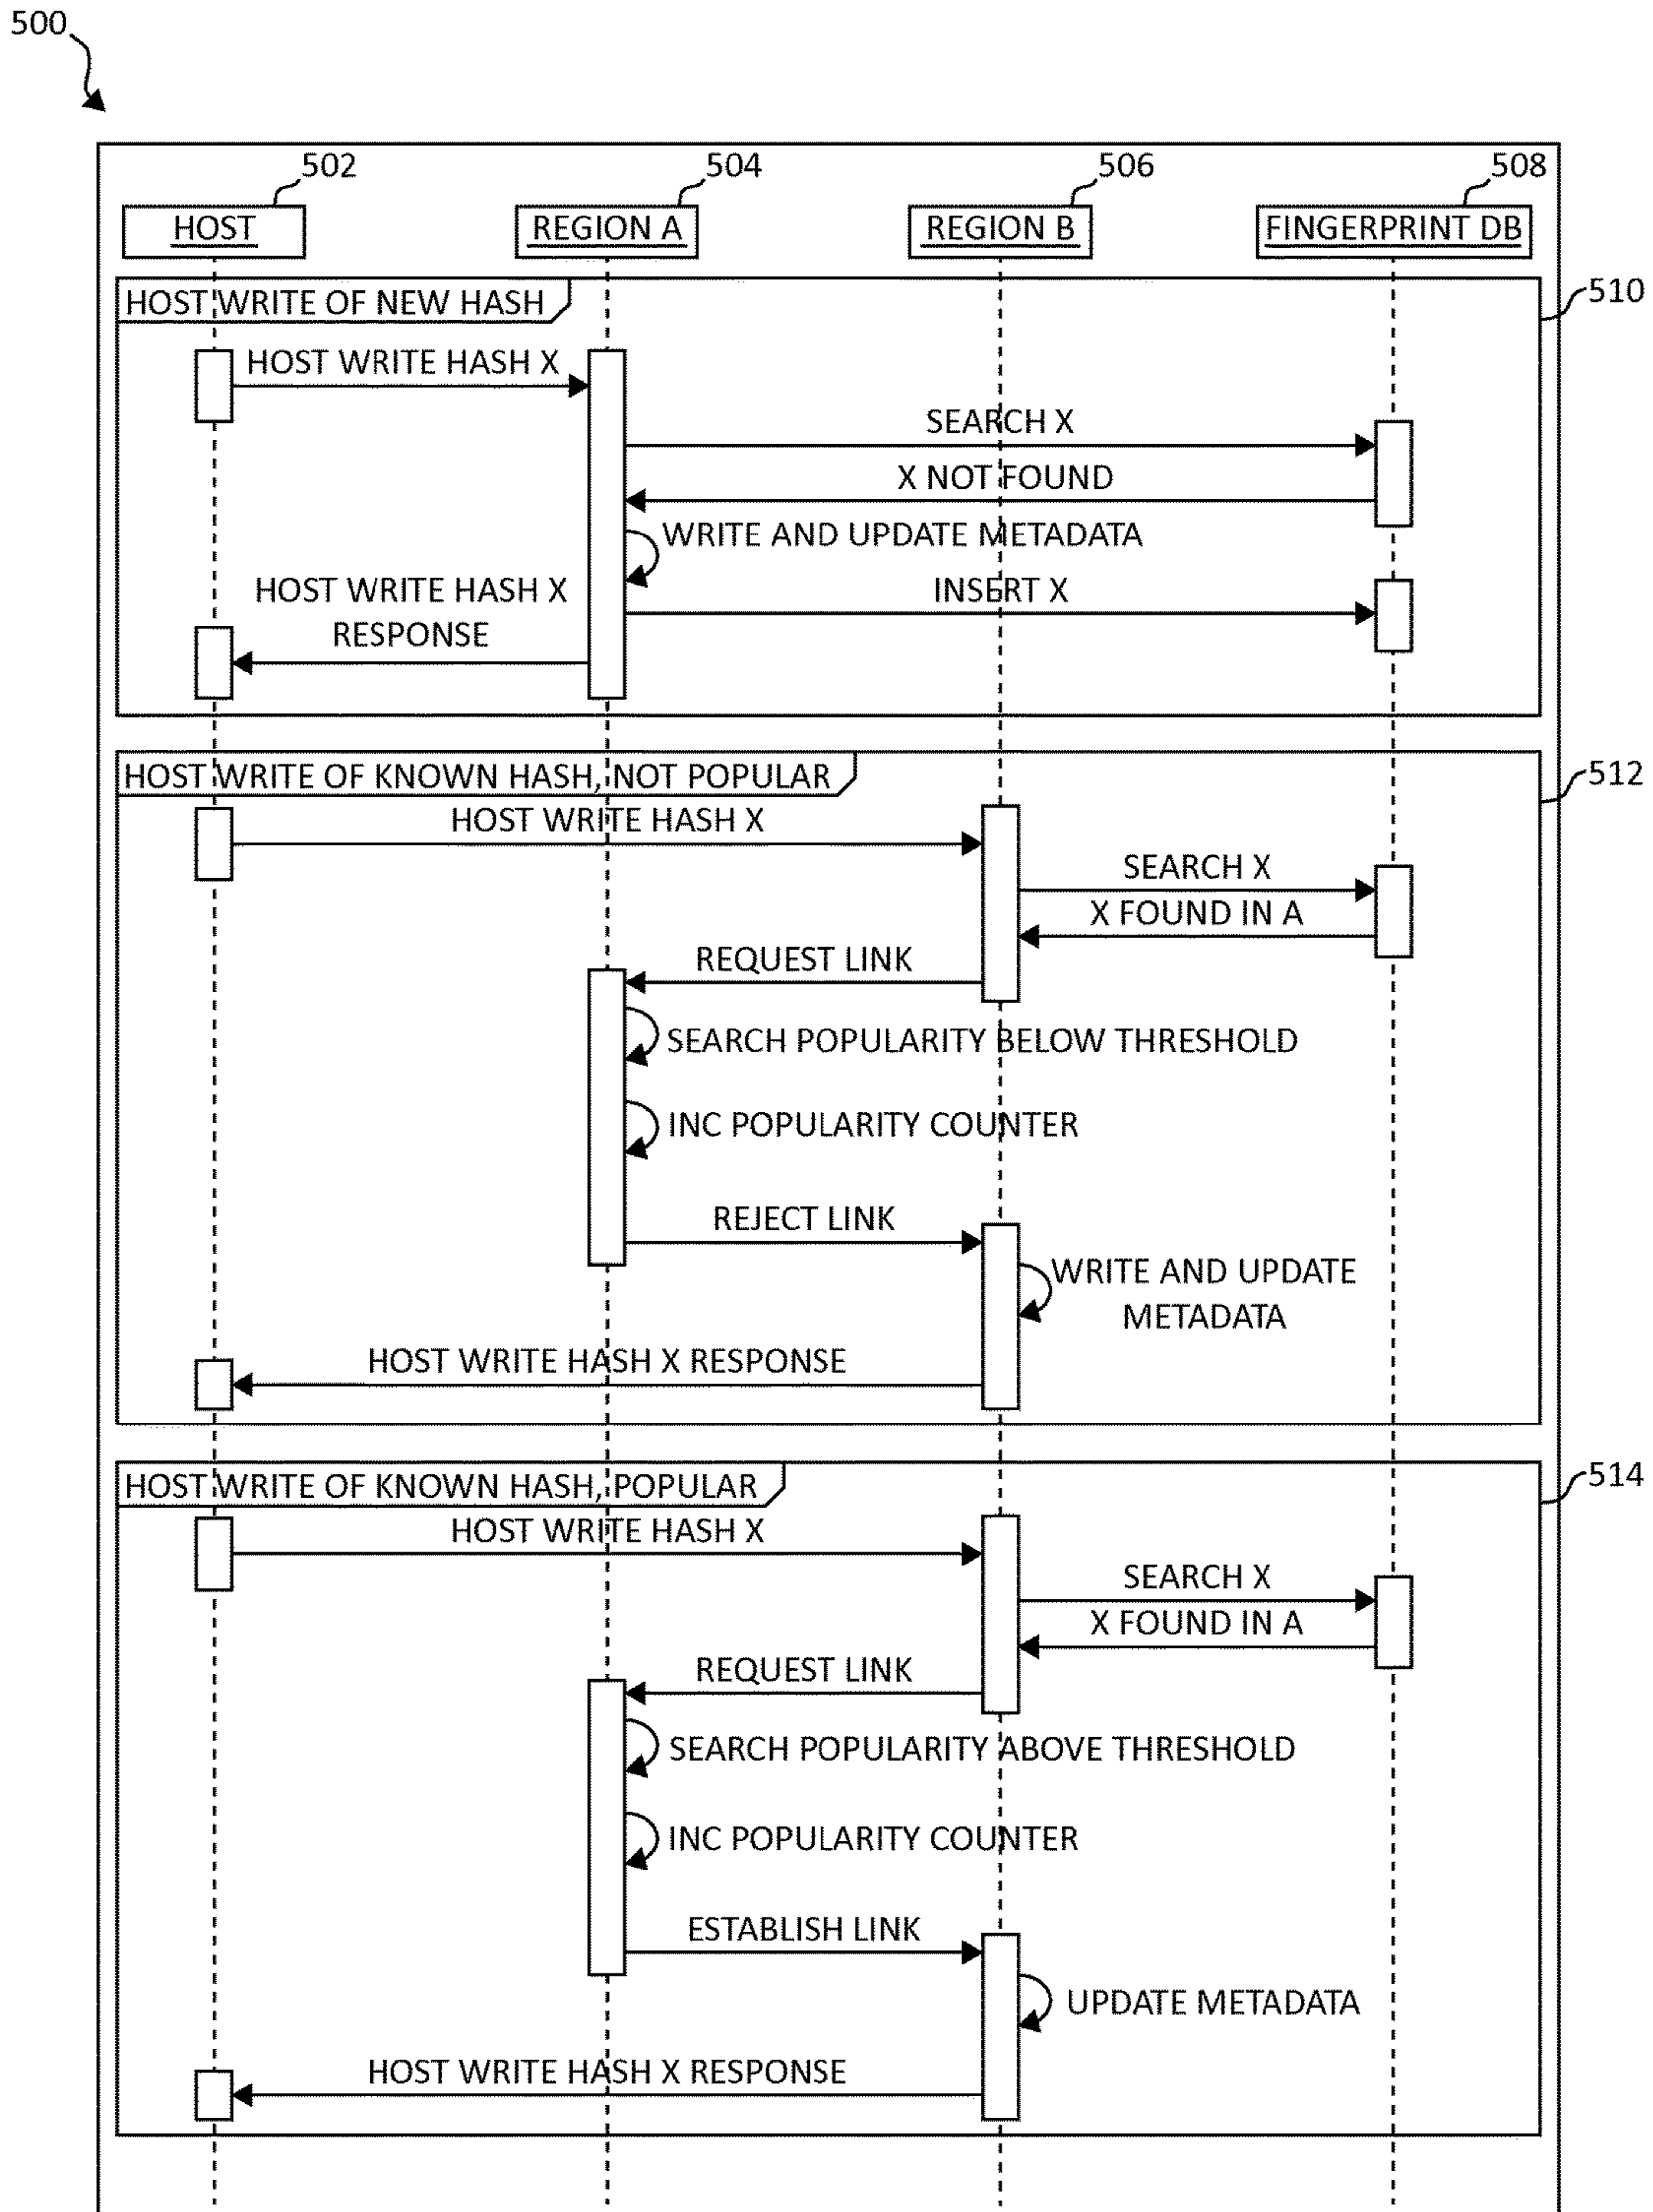 500
502
504
506
508
HOST
REGION A
REGION B
FINGERPRINT DB
510
HOST WRITE OF NEW HASH
HOST WRITE HASH X
SEARCH X
X NOT FOUND
WRITE AND UPDATE METADATA
INSERT X
HOST WRITE HASH X
RESPONSE
512
HOST WRITE OF KNOWN HASH, NOT POPULAR
HOST WRITE HASH X
SEARCH X
X FOUND IN A
REQUEST LINK
SEARCH POPULARITY BELOW THRESHOLD
INC POPULARITY COUNTER
REJECT LINK
WRITE AND UPDATE
METADATA
HOST WRITE HASH X RESPONSE
514
HOST WRITE OF KNOWN HASH, POPULAR
HOST WRITE HASH X
SEARCH X
X FOUND IN A
REQUEST LINK
SEARCH POPULARITY ABOVE THRESHOLD
INC POPULARITY COUNTER
ESTABLISH LINK
UPDATE METADATA
HOST WRITE HASH X RESPONSE